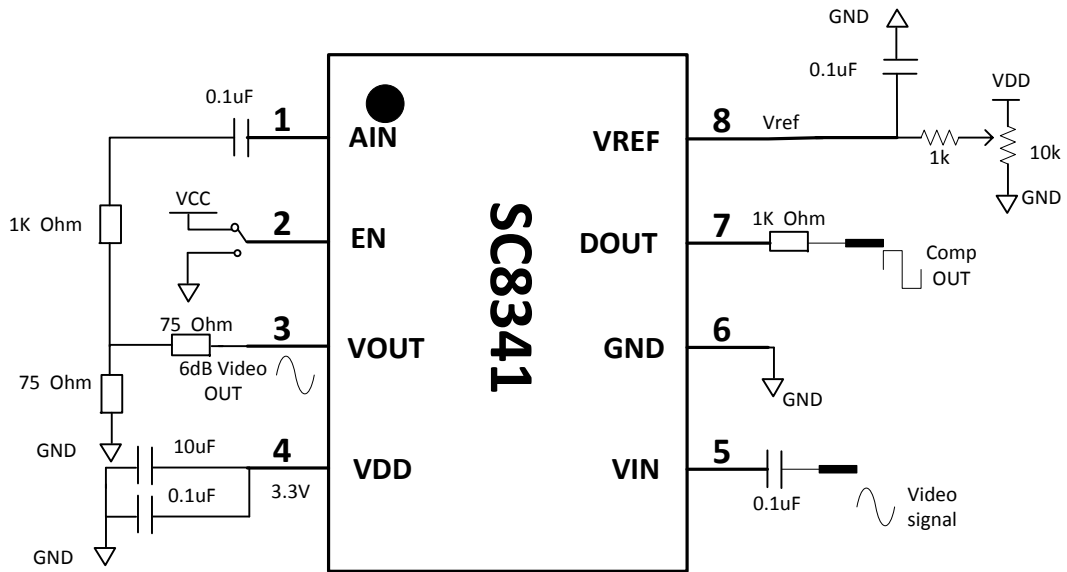 GND
0.1uF
VDD
0.1uF
1
AIN
VREF
8
Vref
1k
10k
GND
1K Ohm
VCC
2
EN
SC8341
DOUT
7
1K Ohm
Comp
OUT
75 Ohm
3
VOUT
6dB Video
OUT
GND
6
GND
75 Ohm
GND
10uF
4
VDD
0.1uF
3.3V
GND
VIN
5
0.1uF
Video
signal